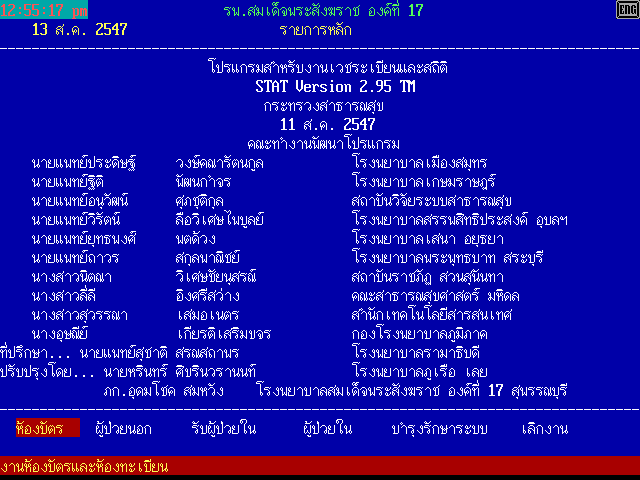 12:55:17 pm รพ.สมเด็จพระสังฆราช องค์ที่ 17 ENG
13 ส.ค. 2547 รายการหลัก
โปรแกรมสำหรับงานเวชระเบียนและสถิติ
STAT Version 2.95 TM
กระทรวงสาธารณสุข
11 ส.ค. 2547
คณะทำงานพัฒนาโปรแกรม
นายแพทย์ประดิษฐ์ วงษ์คณารัตนกูล โรงพยาบาลเมืองสมุทร
นายแพทย์ฐิติ พัฒนกำจร โรงพยาบาลเกษมราษฎร์
นายแพทย์อนุวัฒน์ ศุภชุติกุล สถาบันวิจัยระบบสาธารณสุข
นายแพทย์วิรัตน์ ลือวิเศษไพบูลย์ โรงพยาบาลสรรพสิทธิประสงค์ อุบลฯ
นายแพทย์ยุทธพงศ์ พตด้วง โรงพยาบาลเสนา อยุธยา
นายแพทย์ถาวร สกุลพาณิชย์ โรงพยาบาลพระพุทธบาท สระบุรี
นางสาวนิตณา วิเศษชัยนุสรณ์ สถาบันราชภัฏ สวนสุนันทา
นางสาวลี่ลี อิงศรีสว่าง คณะสาธารณสุขศาสตร์ มหิดล
นางสาวสุวรรณา เสมอเนตร สำนักเทคโนโลยีสารสนเทศ
นางอุษณีย์ เกียรติเสริมขจร กองโรงพยาบาลภูมิภาค
ที่ปรึกษา... นายแพทย์สุชาติ สรณสถาพร โรงพยาบาลรามาธิบดี
ปรับปรุงโดย... นายหรินทร์ ศิบรินวรานนท์ โรงพยาบาลภูเรือ เลย
ภก.อุดมโชค สมหวัง โรงพยาบาลสมเด็จพระสังฆราช องค์ที่ 17 สุพรรณบุรี
ห้องบัตร ผู้ป่วยนอก รับผู้ป่วยใน ผู้ป่วยใน บำรุงรักษาระบบ เลิกงาน
งานห้องบัตรและห้องทะเบียน